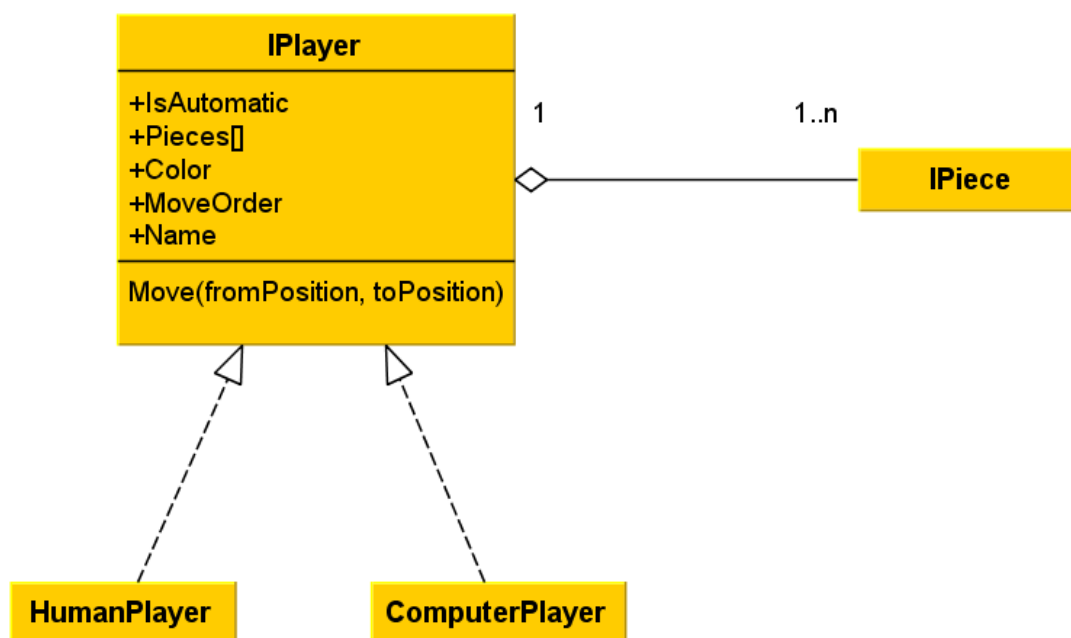 IPlayer
+IsAutomatic
+Pieces[]
+Color
+MoveOrder
+Name
Move(fromPosition, toPosition)
1
1..n
IPiece
HumanPlayer
ComputerPlayer